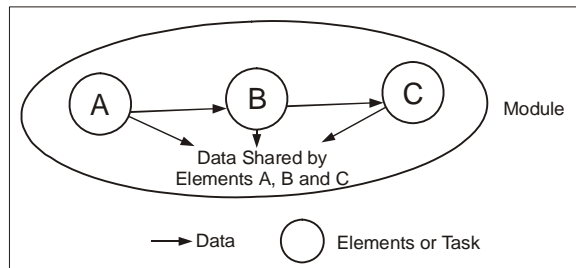 A
B
C
Module
Data Shared by
Elements A, B and C
Data
Elements or Task